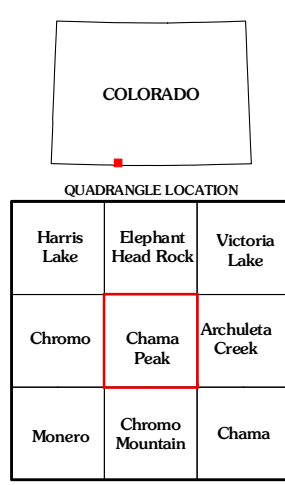 COLORADO
QUADRANGLE LOCATION
Harris
Lake
Elephant
Head Rock
Victoria
Lake
Chromo
Chama
Peak
Archuleta
Creek
Monero
Chromo
Mountain
Chama